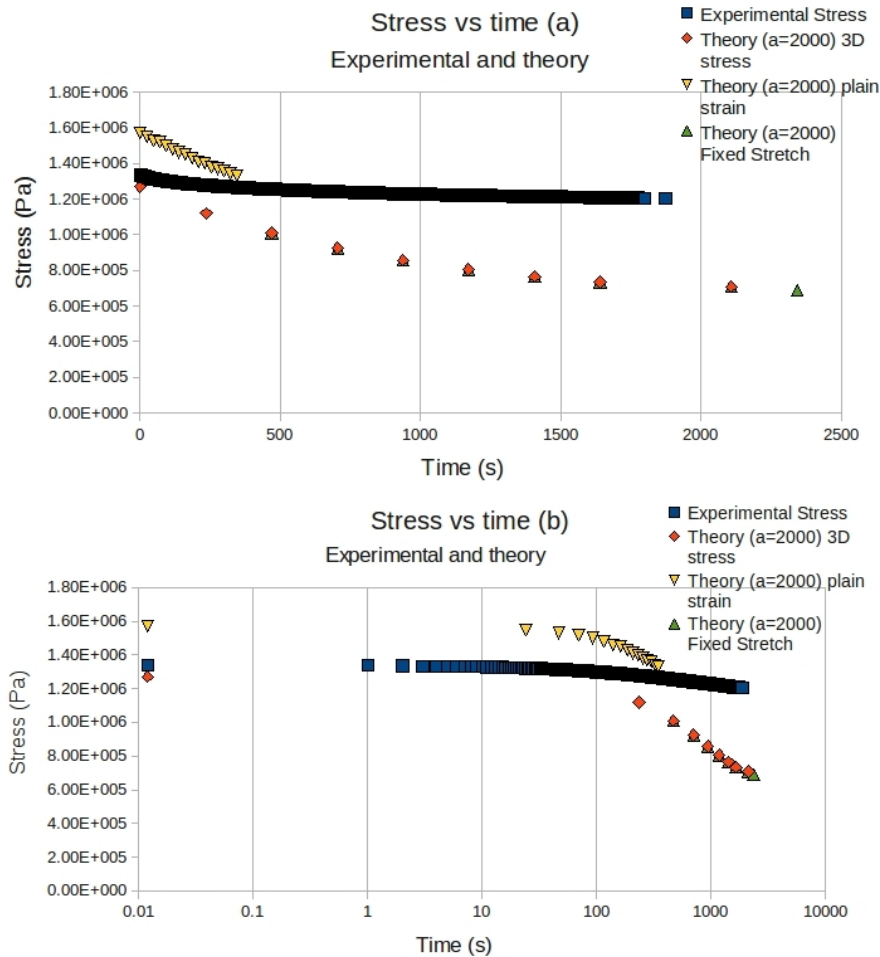 Stress vs time (a)
Experimental and theory
Experimental Stress
Theory (a=2000) 3D
stress
Theory (a=2000) plain
strain
Theory (a=2000)
Fixed Stretch
1.80E+006
1.60E+006
1.40E+006
1.20E+006
1.00E+006
8.00E+005
6.00E+005
4.00E+005
2.00E+005
0.00E+000
Stress (Pa)
0 500 1000 1500 2000 2500
Time (s)
Stress vs time (b)
Experimental and theory
Experimental Stress
Theory (a=2000) 3D
stress
Theory (a=2000) plain
strain
Theory (a=2000)
Fixed Stretch
1.80E+006
1.60E+006
1.40E+006
1.20E+006
1.00E+006
8.00E+005
6.00E+005
4.00E+005
2.00E+005
0.00E+000
Stress (Pa)
0.01 0.1 1 10 100 1000 10000
Time (s)